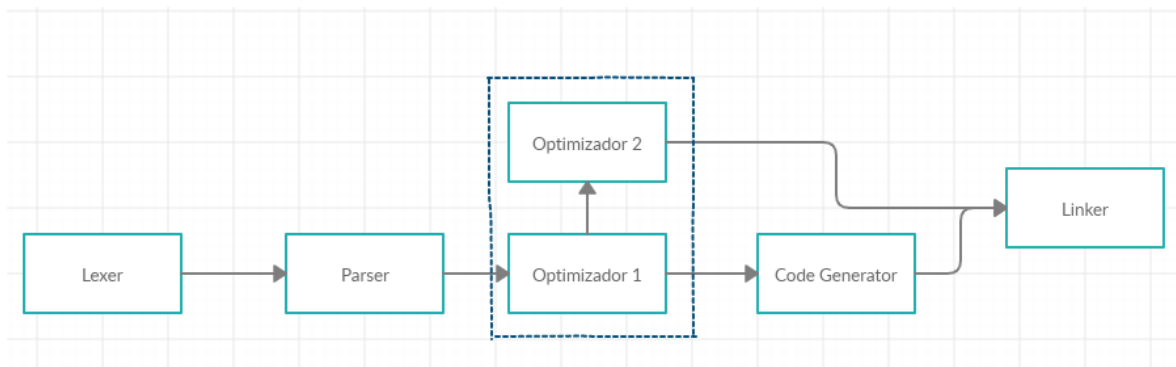 Optimizador 2
Linker
Lexer
Parser
Optimizador 1
Code Generator